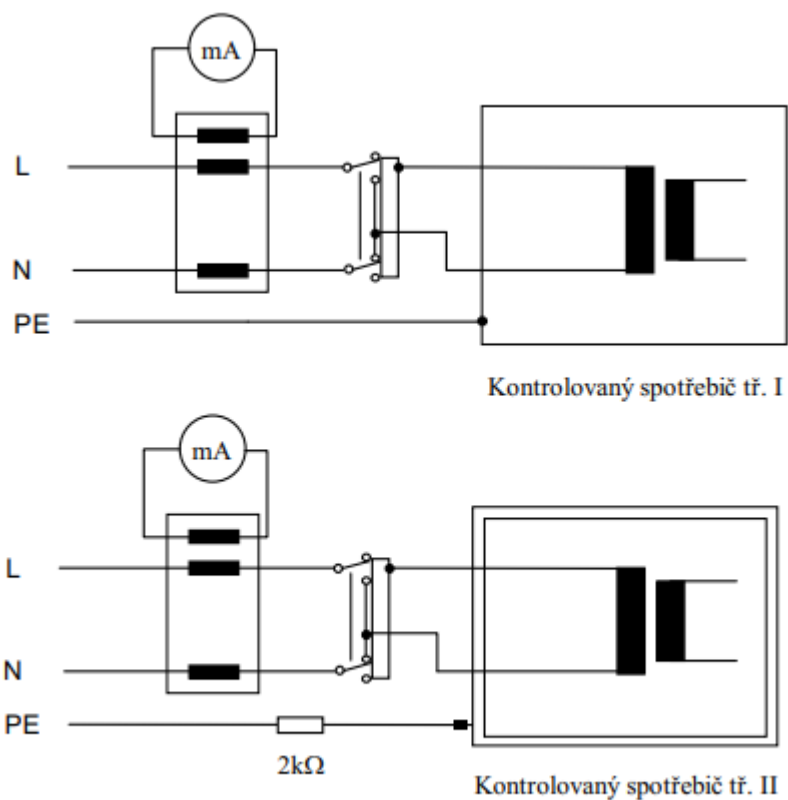 mA
L
N
PE
Kontrolovaný spotřebič tř. I
mA
L
N
PE
2kΩ
Kontrolovaný spotřebič tř. II